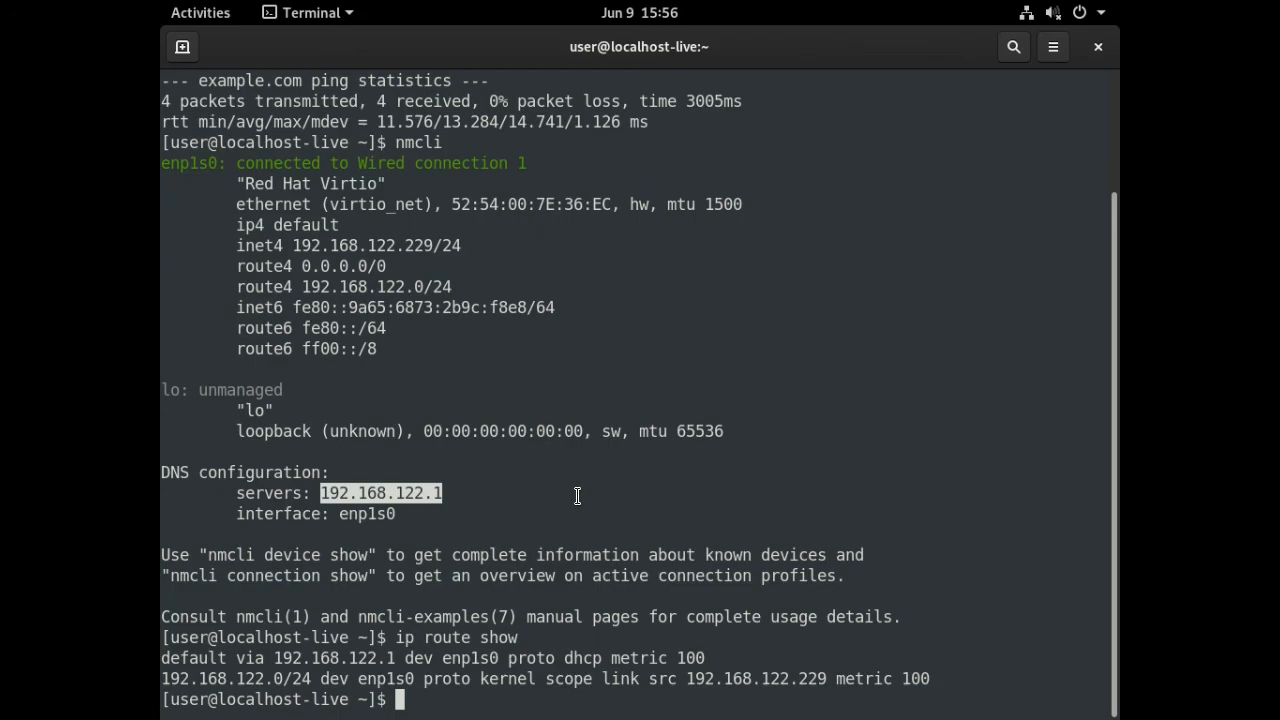 Activities Terminal Jun 9 15:56
user@localhost-live:~
--- example.com ping statistics ---
4 packets transmitted, 4 received, 0% packet loss, time 3005ms
rtt min/avg/max/mdev = 11.576/13.284/14.741/1.126 ms
[user@localhost-live ~]$ nmcli
enp1s0: connected to Wired connection 1
"Red Hat Virtio"
ethernet (virtio_net), 52:54:00:7E:36:EC, hw, mtu 1500
ip4 default
inet4 192.168.122.229/24
route4 0.0.0.0/0
route4 192.168.122.0/24
inet6 fe80::9a65:6873:2b9c:f8e8/64
route6 fe80::/64
route6 ff00::/8
lo: unmanaged
"lo"
loopback (unknown), 00:00:00:00:00:00, sw, mtu 65536
DNS configuration:
servers: 192.168.122.1
interface: enp1s0
Use "nmcli device show" to get complete information about known devices and
"nmcli connection show" to get an overview on active connection profiles.
Consult nmcli(1) and nmcli-examples(7) manual pages for complete usage details.
[user@localhost-live ~]$ ip route show
default via 192.168.122.1 dev enp1s0 proto dhcp metric 100
192.168.122.0/24 dev enp1s0 proto kernel scope link src 192.168.122.229 metric 100
[user@localhost-live ~]$